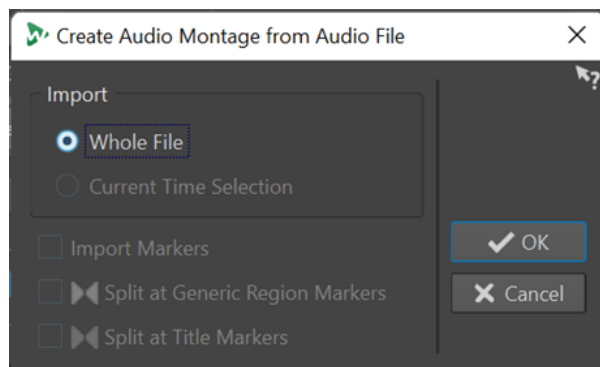 Create Audio Montage from Audio File
Import
Whole File
Current Time Selection
Import Markers
Split at Generic Region Markers
Split at Title Markers
OK
Cancel